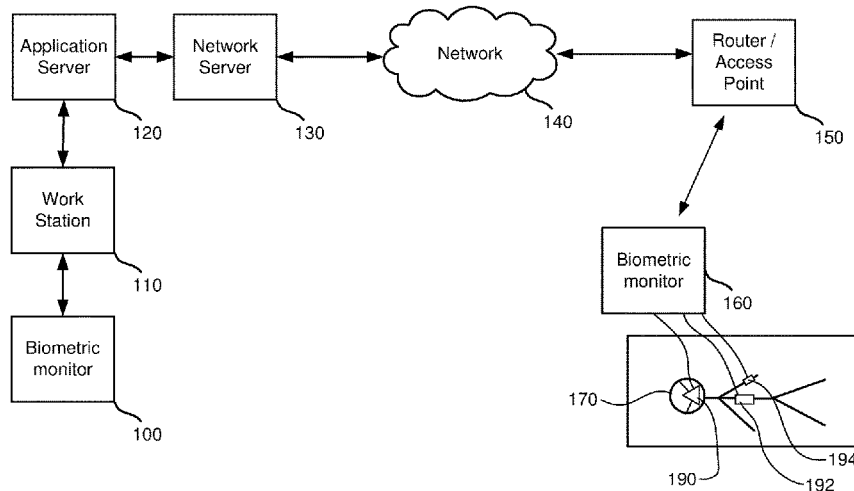 Application
Server
120
Network
Server
130
Network
140
Router /
Access
Point
150
Work
Station
110
Biometric
monitor
100
Biometric
monitor
160
170
190
192
194